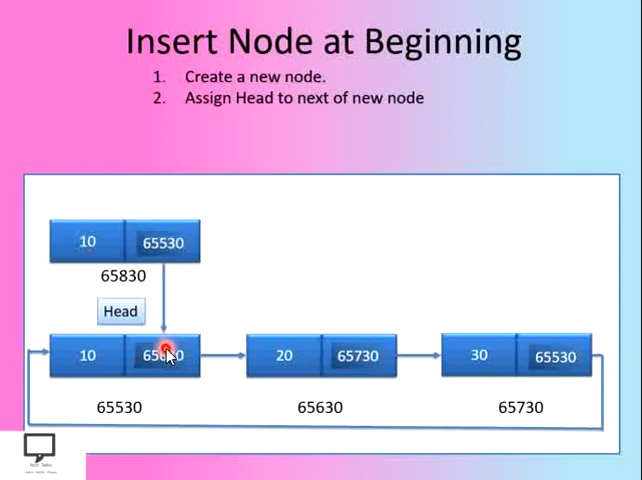 Insert Node at Beginning
1. Create a new node.
2. Assign Head to next of new node
10 65530
65830
Head
10
20 65730
30 65530
65530 65630 65730